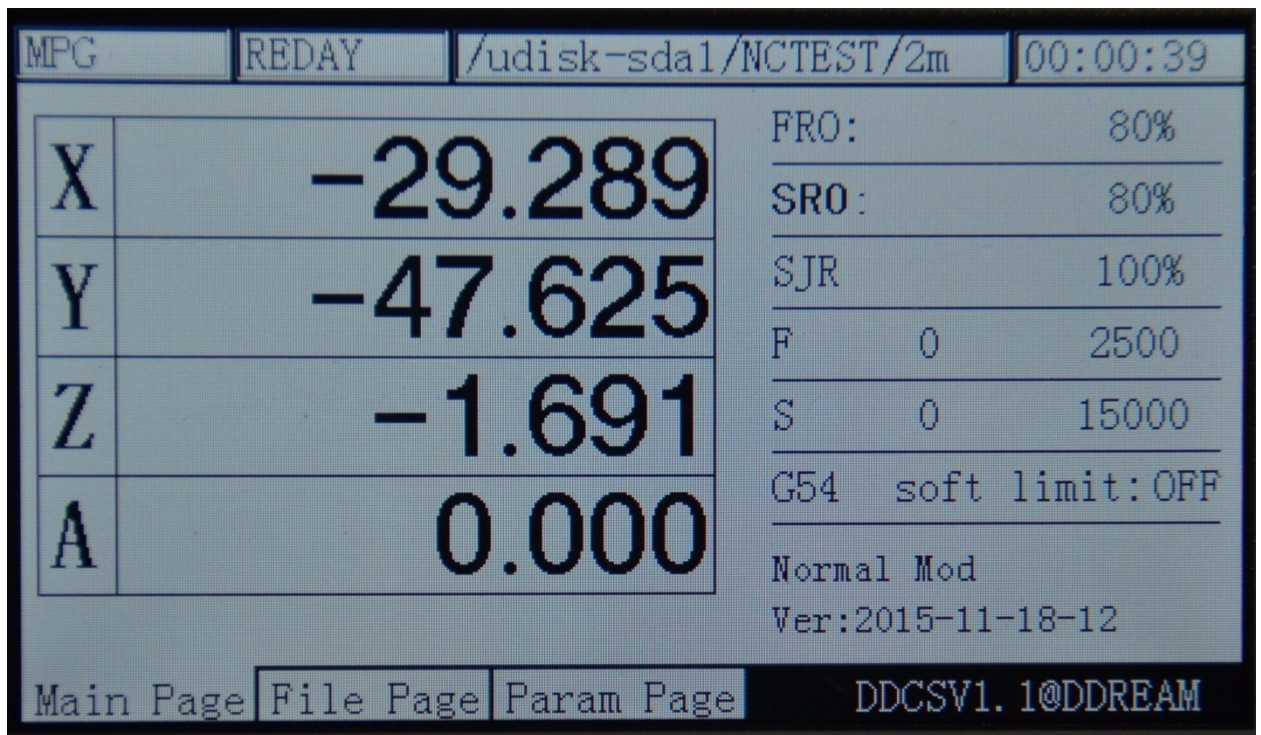 MPG REDAY /udisk-sda1/NCTEST/2m 00:00:39
X -29.289
Y -47.625
Z -1.691
A 0.000
FRO: 80%
SRO: 80%
SJR 100%
F 0 2500
S 0 15000
G54 soft limit:OFF
Normal Mod
Ver:2015-11-18-12
Main Page File Page Param Page DDCSV1.1@DDREAM